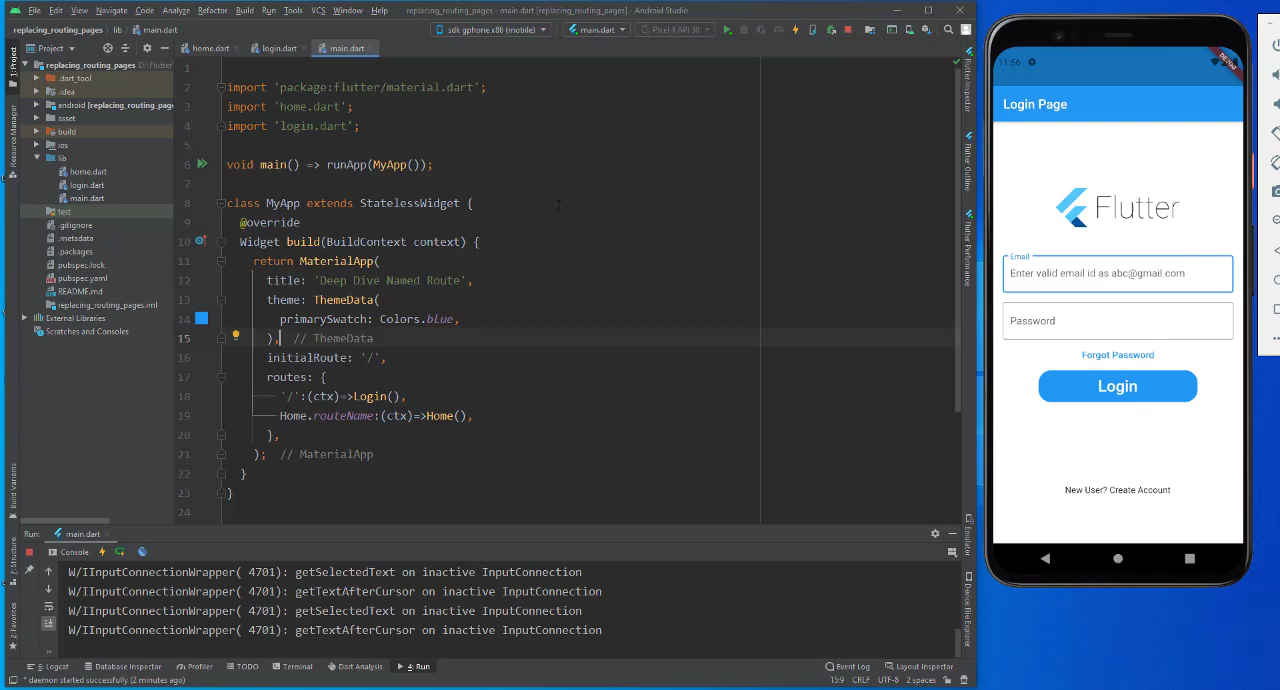 File Edit View Navigate Code Analyze Refactor Build Run Tools VCS Window Help replacing_routing_pages - main.dart [replacing_routing_pages] - Android Studio
replacing_routing_pages lib main.dart
sdk gphone x86 (mobile) main.dart Pixel 4 API 30
Project
home.dart login.dart main.dart
replacing_routing_pages D:\Flutter
.dart_tool
.idea
android [replacing_routing_page
asset
build
ios
lib
home.dart
login.dart
main.dart
test
.gitignore
.metadata
.packages
pubspec.lock
pubspec.yaml
README.md
replacing_routing_pages.iml
External Libraries
Scratches and Consoles
1: Project
Resource Manager
Build Variants
7: Structure
2: Favorites
1
2 import 'package:flutter/material.dart';
3 import 'home.dart';
4 import 'login.dart';
5
6 void main() => runApp(MyApp());
7
8 class MyApp extends StatelessWidget {
9 @override
10 Widget build(BuildContext context) {
11 return MaterialApp(
12 title: 'Deep Dive Named Route',
13 theme: ThemeData(
14 primarySwatch: Colors.blue,
15 ), // ThemeData
16 initialRoute: '/',
17 routes: {
18 '/':(ctx)=>Login(),
19 Home.routeName:(ctx)=>Home(),
20 },
21 ); // MaterialApp
22 }
23 }
24
Flutter Inspector
Flutter Outline
Flutter Performance
Emulator
Device File Explorer
Run: main.dart
Console
W/IInputConnectionWrapper( 4701): getSelectedText on inactive InputConnection
W/IInputConnectionWrapper( 4701): getTextAfterCursor on inactive InputConnection
W/IInputConnectionWrapper( 4701): getSelectedText on inactive InputConnection
W/IInputConnectionWrapper( 4701): getTextAfterCursor on inactive InputConnection
6: Logcat Database Inspector Profiler TODO Terminal Dart Analysis 4: Run Event Log Layout Inspector
* daemon started successfully (2 minutes ago) 15:9 CRLF UTF-8 2 spaces
11:56
DEBUG
Login Page
Flutter
Email
Enter valid email id as abc@gmail.com
Password
Forgot Password
Login
New User? Create Account